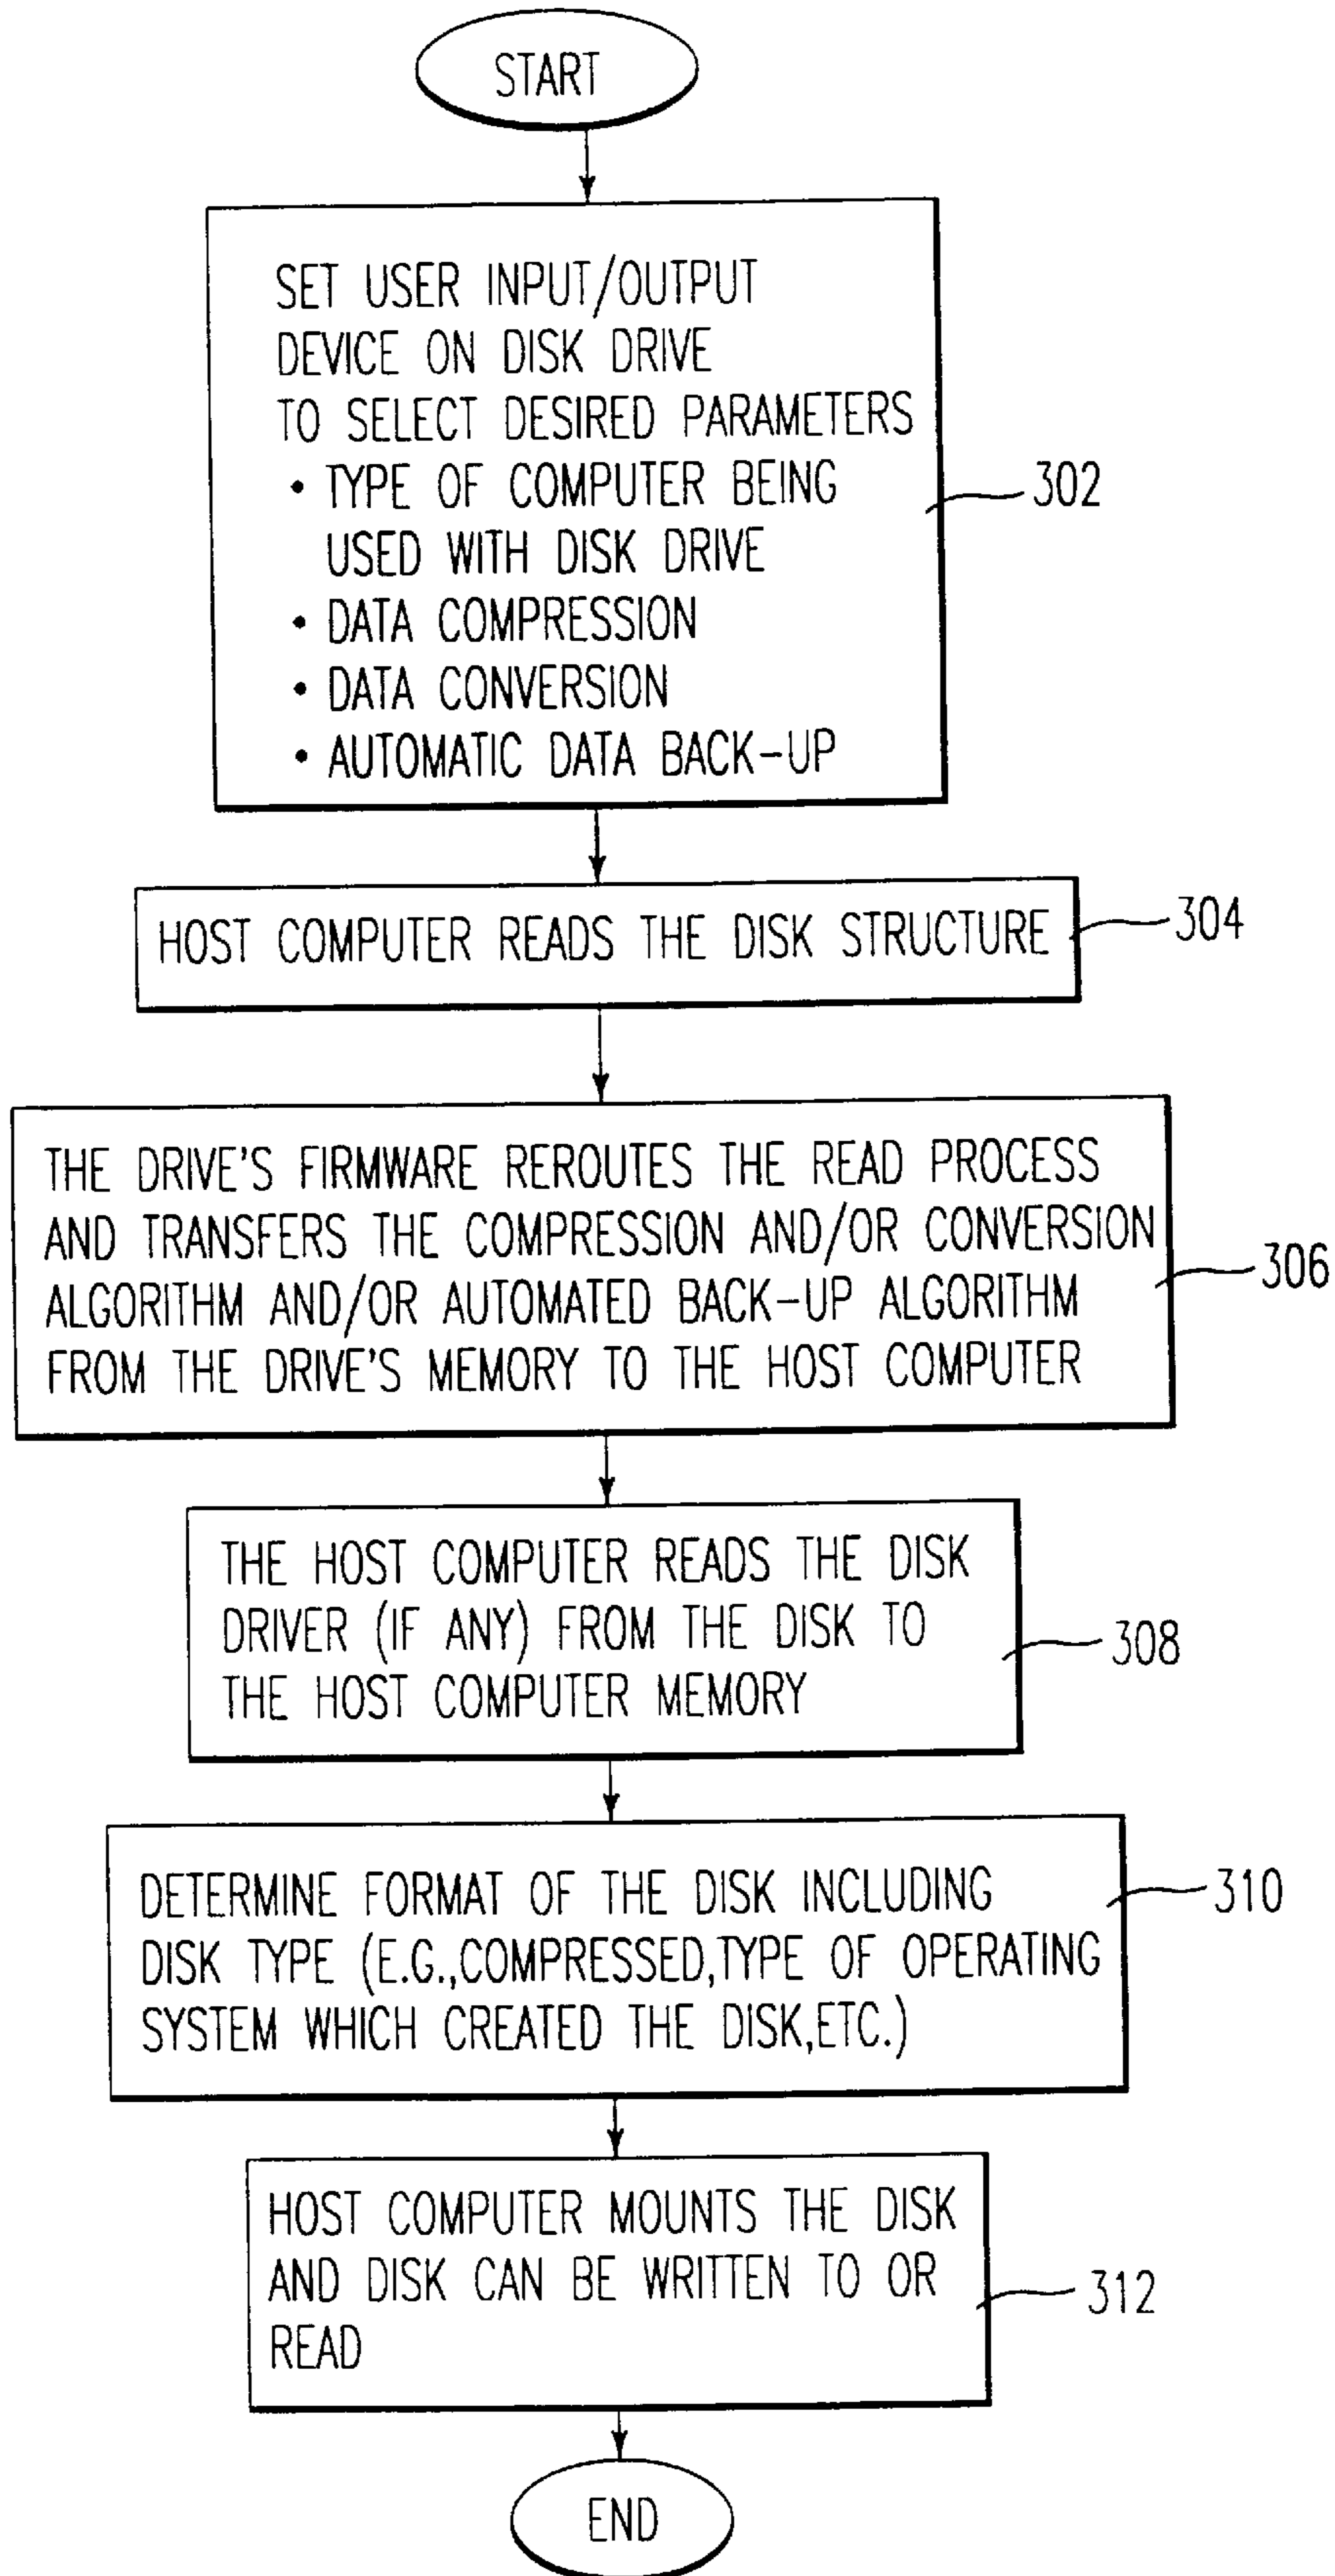 START
SET USER INPUT/OUTPUT
DEVICE ON DISK DRIVE
TO SELECT DESIRED PARAMETERS
• TYPE OF COMPUTER BEING
USED WITH DISK DRIVE
• DATA COMPRESSION
• DATA CONVERSION
• AUTOMATIC DATA BACK-UP
302
HOST COMPUTER READS THE DISK STRUCTURE
304
THE DRIVE'S FIRMWARE REROUTES THE READ PROCESS
AND TRANSFERS THE COMPRESSION AND/OR CONVERSION
ALGORITHM AND/OR AUTOMATED BACK-UP ALGORITHM
FROM THE DRIVE'S MEMORY TO THE HOST COMPUTER
306
THE HOST COMPUTER READS THE DISK
DRIVER (IF ANY) FROM THE DISK TO
THE HOST COMPUTER MEMORY
308
DETERMINE FORMAT OF THE DISK INCLUDING
DISK TYPE (E.G.,COMPRESSED,TYPE OF OPERATING
SYSTEM WHICH CREATED THE DISK,ETC.)
310
HOST COMPUTER MOUNTS THE DISK
AND DISK CAN BE WRITTEN TO OR
READ
312
END